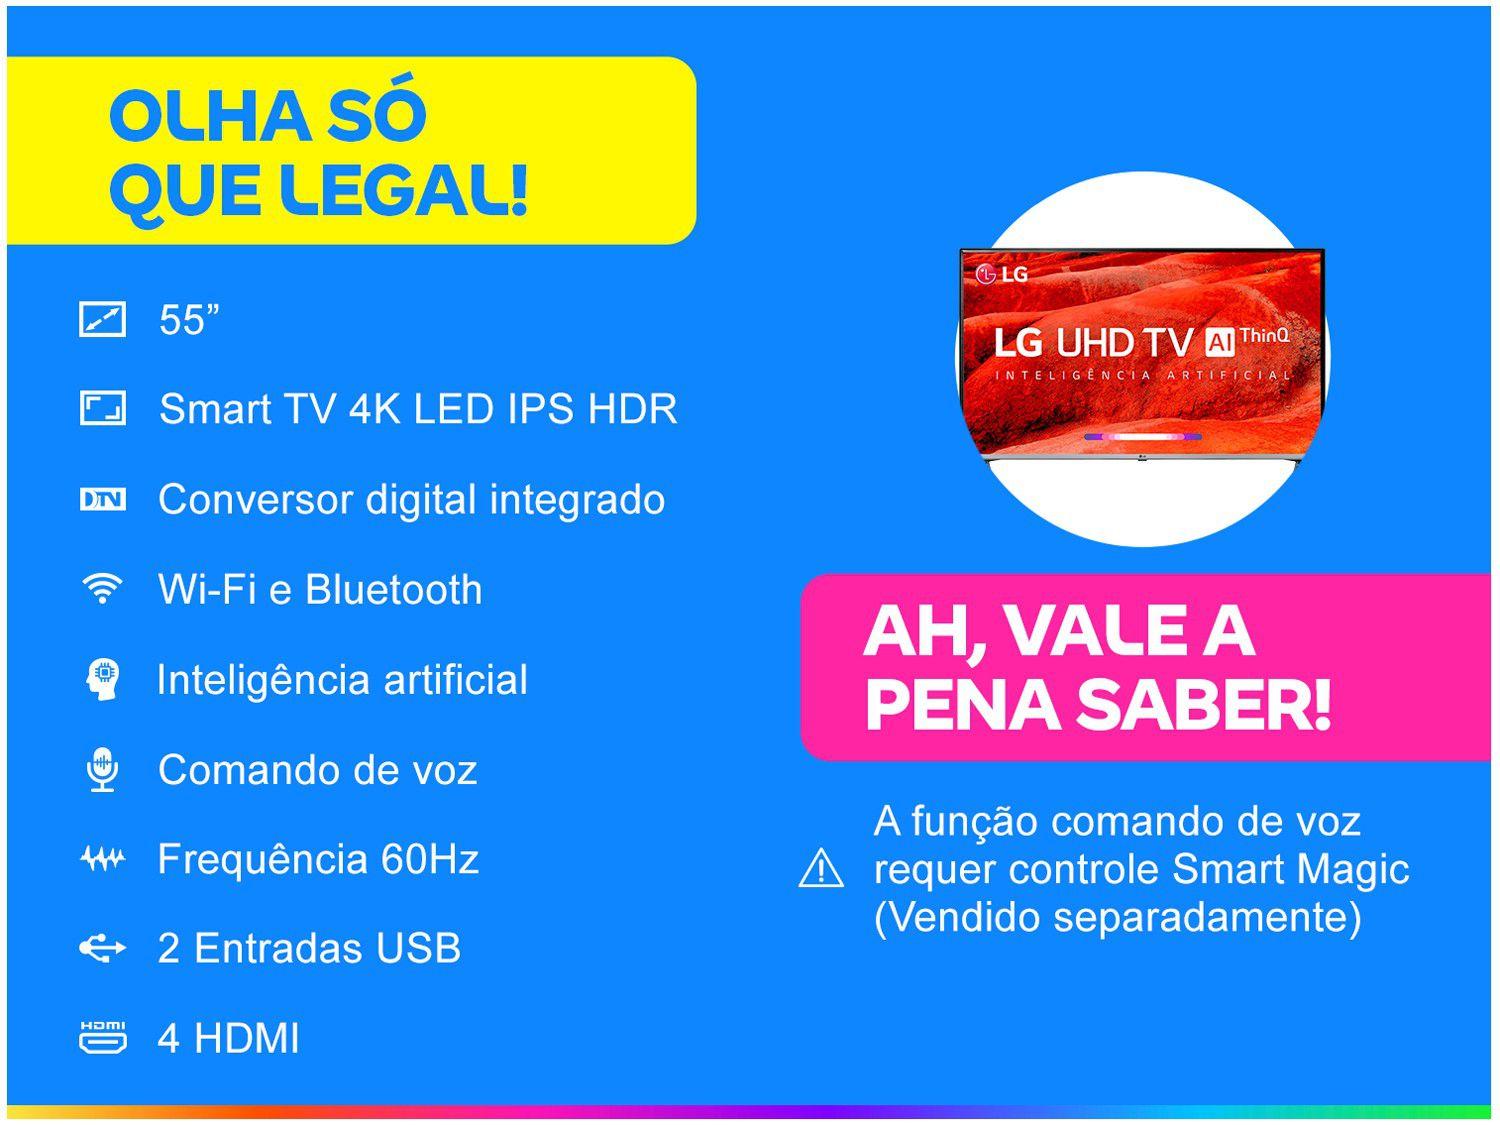 OLHA SÓ
QUE LEGAL!
55”
Smart TV 4K LED IPS HDR
DTV
Conversor digital integrado
Wi-Fi e Bluetooth
Inteligência artificial
Comando de voz
Frequência 60Hz
2 Entradas USB
HDMI
4 HDMI
LG
LG UHD TV AI ThinQ
INTELIGÊNCIA ARTIFICIAL
AH, VALE A
PENA SABER!
A função comando de voz
requer controle Smart Magic
(Vendido separadamente)